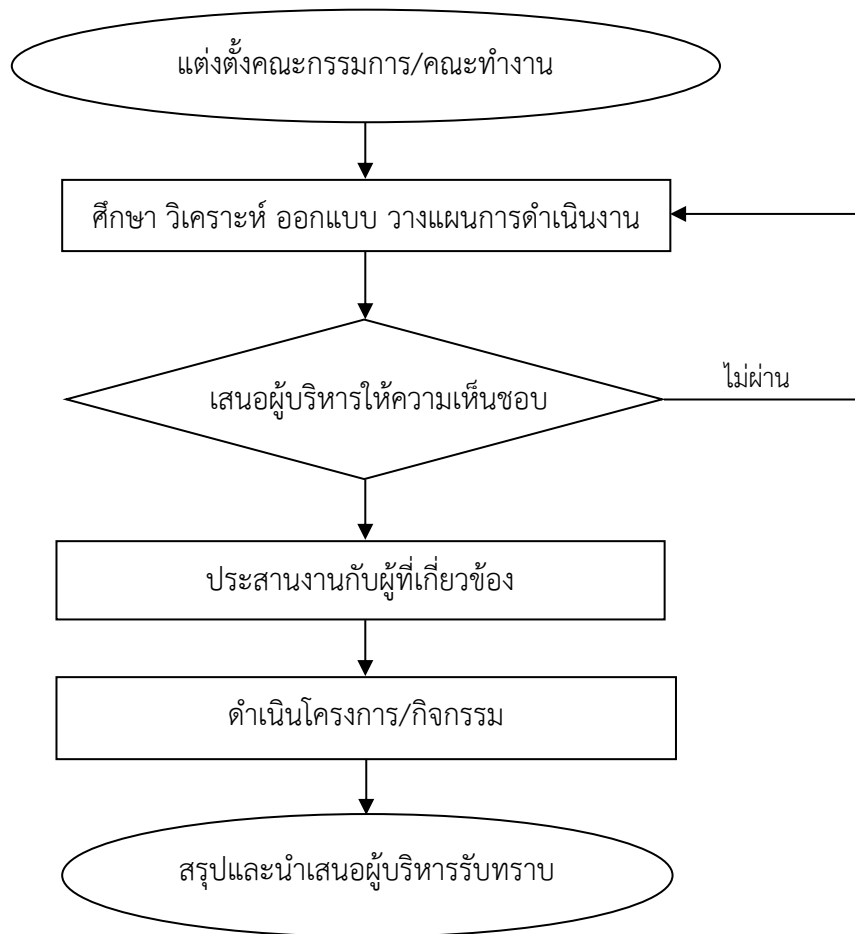 แต่งตั้งคณะกรรมการ/คณะทำงาน
ศึกษา วิเคราะห์ ออกแบบ วางแผนการดำเนินงาน
เสนอผู้บริหารให้ความเห็นชอบ
ไม่ผ่าน
ประสานงานกับผู้ที่เกี่ยวข้อง
ดำเนินโครงการ/กิจกรรม
สรุปและนำเสนอผู้บริหารรับทราบ